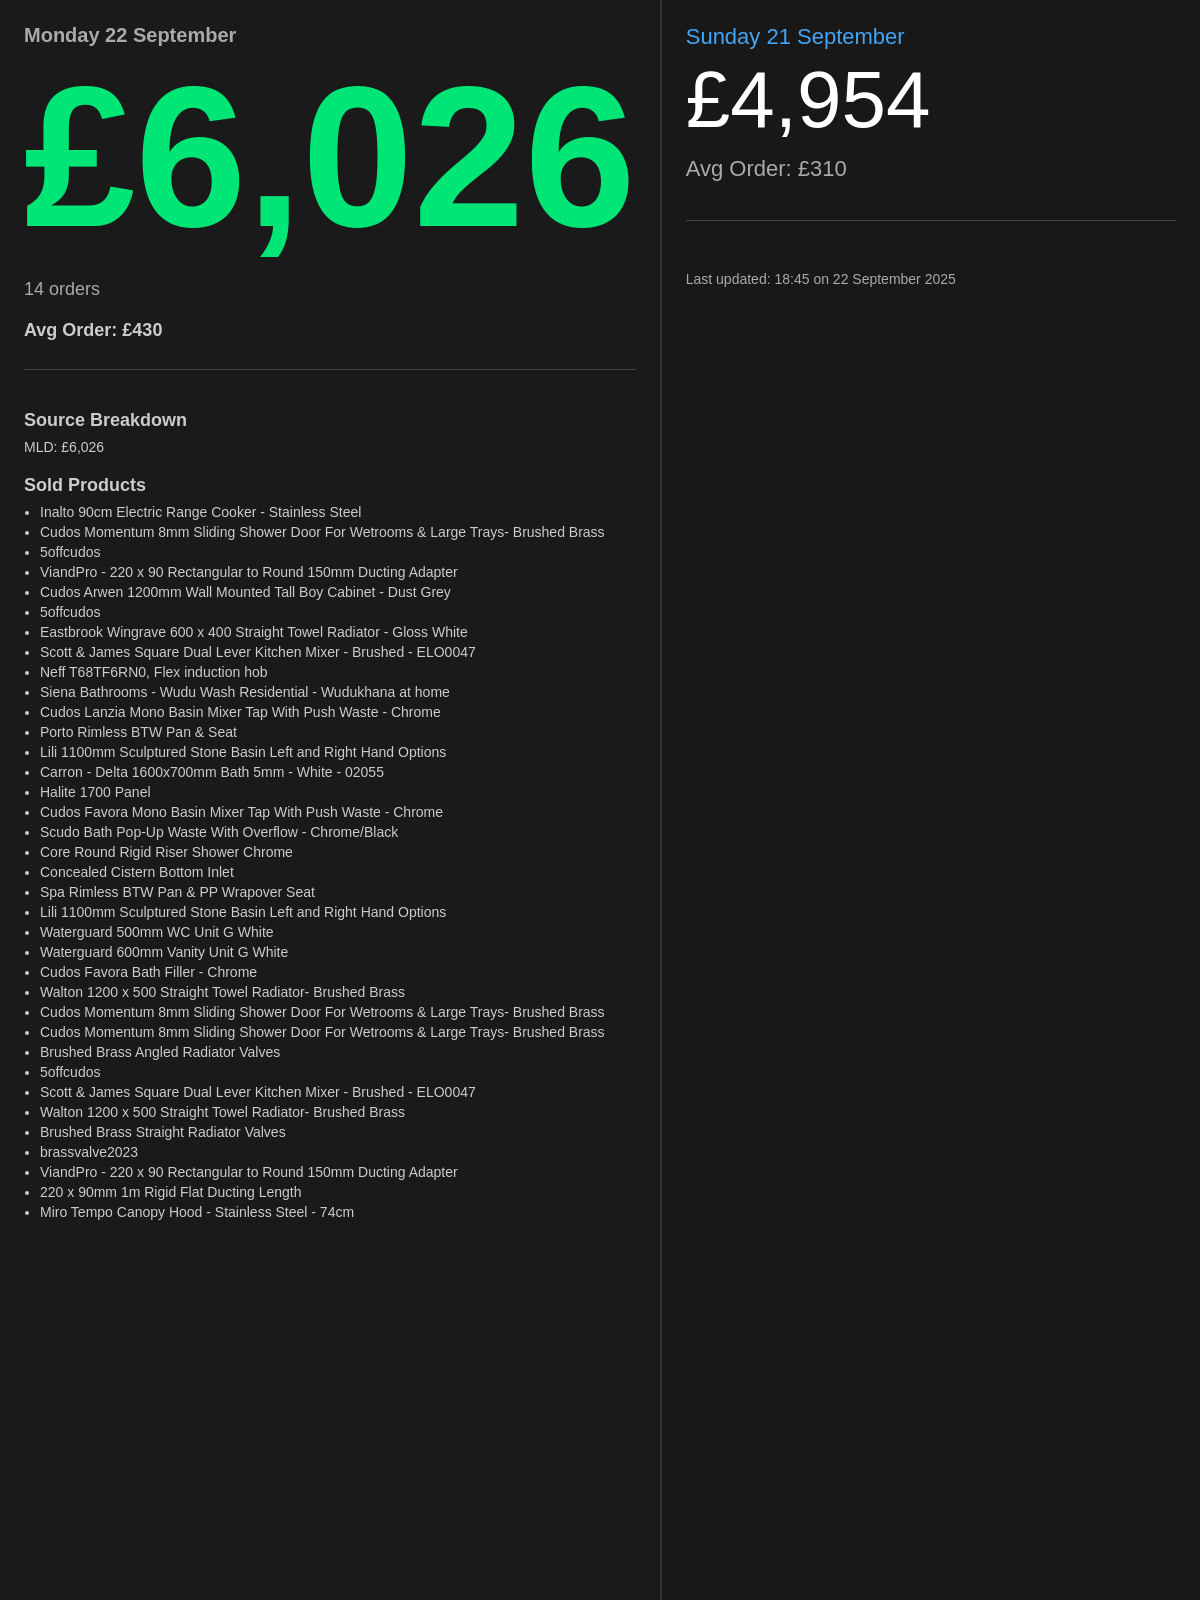 Monday 22 September
£6,026
14 orders
Avg Order: £430
Source Breakdown
MLD: £6,026
Sold Products
• Inalto 90cm Electric Range Cooker - Stainless Steel
• Cudos Momentum 8mm Sliding Shower Door For Wetrooms & Large Trays- Brushed Brass
• 5offcudos
• ViandPro - 220 x 90 Rectangular to Round 150mm Ducting Adapter
• Cudos Arwen 1200mm Wall Mounted Tall Boy Cabinet - Dust Grey
• 5offcudos
• Eastbrook Wingrave 600 x 400 Straight Towel Radiator - Gloss White
• Scott & James Square Dual Lever Kitchen Mixer - Brushed - ELO0047
• Neff T68TF6RN0, Flex induction hob
• Siena Bathrooms - Wudu Wash Residential - Wudukhana at home
• Cudos Lanzia Mono Basin Mixer Tap With Push Waste - Chrome
• Porto Rimless BTW Pan & Seat
• Lili 1100mm Sculptured Stone Basin Left and Right Hand Options
• Carron - Delta 1600x700mm Bath 5mm - White - 02055
• Halite 1700 Panel
• Cudos Favora Mono Basin Mixer Tap With Push Waste - Chrome
• Scudo Bath Pop-Up Waste With Overflow - Chrome/Black
• Core Round Rigid Riser Shower Chrome
• Concealed Cistern Bottom Inlet
• Spa Rimless BTW Pan & PP Wrapover Seat
• Lili 1100mm Sculptured Stone Basin Left and Right Hand Options
• Waterguard 500mm WC Unit G White
• Waterguard 600mm Vanity Unit G White
• Cudos Favora Bath Filler - Chrome
• Walton 1200 x 500 Straight Towel Radiator- Brushed Brass
• Cudos Momentum 8mm Sliding Shower Door For Wetrooms & Large Trays- Brushed Brass
• Cudos Momentum 8mm Sliding Shower Door For Wetrooms & Large Trays- Brushed Brass
• Brushed Brass Angled Radiator Valves
• 5offcudos
• Scott & James Square Dual Lever Kitchen Mixer - Brushed - ELO0047
• Walton 1200 x 500 Straight Towel Radiator- Brushed Brass
• Brushed Brass Straight Radiator Valves
• brassvalve2023
• ViandPro - 220 x 90 Rectangular to Round 150mm Ducting Adapter
• 220 x 90mm 1m Rigid Flat Ducting Length
• Miro Tempo Canopy Hood - Stainless Steel - 74cm
Sunday 21 September
£4,954
Avg Order: £310
Last updated: 18:45 on 22 September 2025